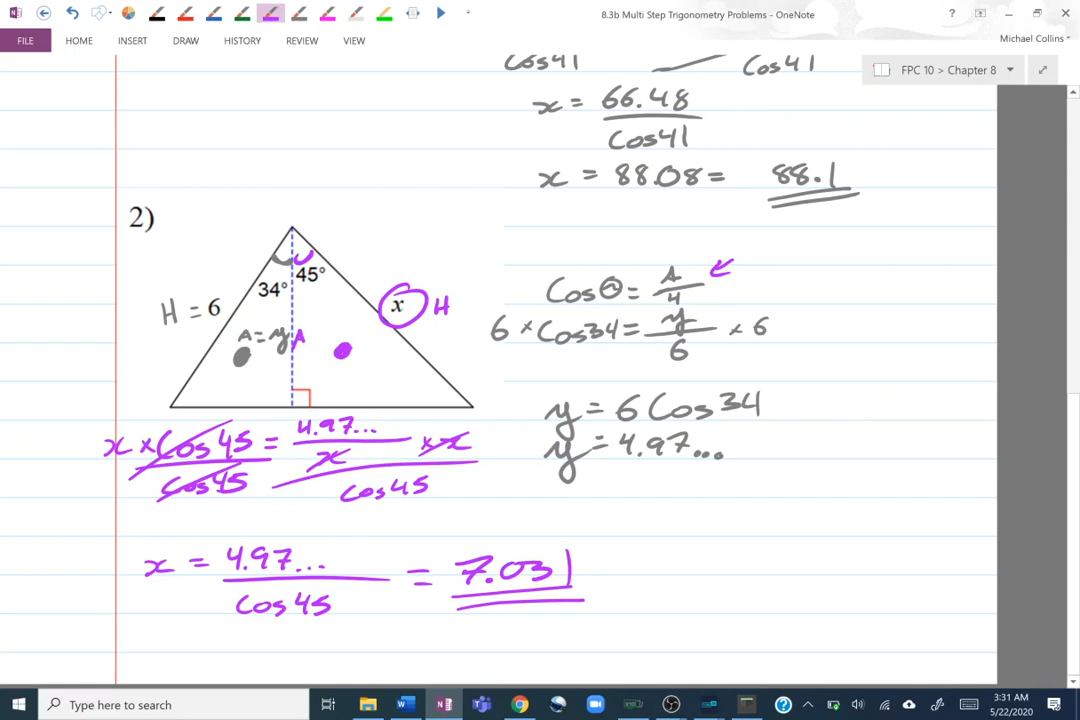 8.3b Multi Step Trigonometry Problems - OneNote
Michael Collins
FILE HOME INSERT DRAW HISTORY REVIEW VIEW
FPC 10 > Chapter 8
Cos41 Cos41
x = 66.48
Cos41
x = 88.08 = 88.1
2)
45°
34°
H = 6
x H
A = y A
Cosθ = A
H
6 × Cos34 = y × 6
6
y = 6 Cos34
y = 4.97...
x × Cos45 = 4.97... × x
Cos45 x
Cos45
x = 4.97... = 7.031
Cos45
Type here to search
3:31 AM
5/22/2020